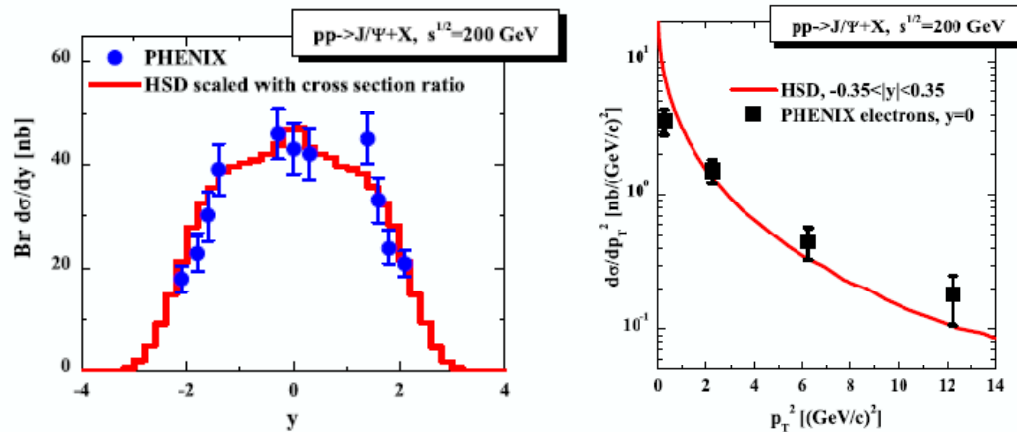 pp->J/Ψ+X, s^1/2=200 GeV
PHENIX
HSD scaled with cross section ratio
Br dσ/dy [nb]
60
40
20
0
-4 -2 0 2 4
y
pp->J/Ψ+X, s^1/2=200 GeV
HSD, -0.35<|y|<0.35
PHENIX electrons, y=0
dσ/dp_T^2 [nb/(GeV/c)^2]
10^1
10^0
10^-1
0 2 4 6 8 10 12 14
p_T^2 [(GeV/c)^2]